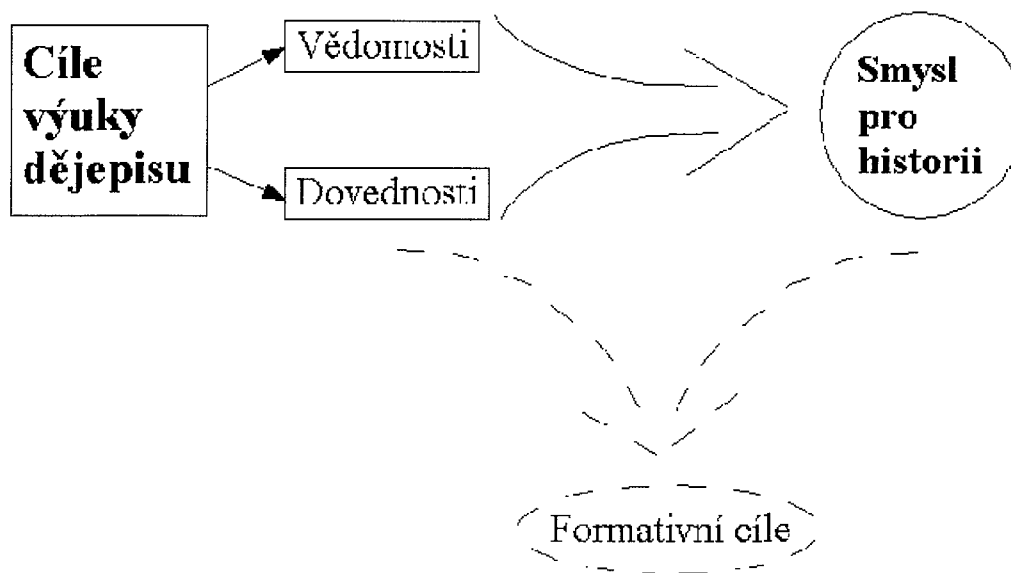 Cíle
výuky
dějepisu
Vědomosti
Dovednosti
Smysl
pro
historii
Formativní cíle